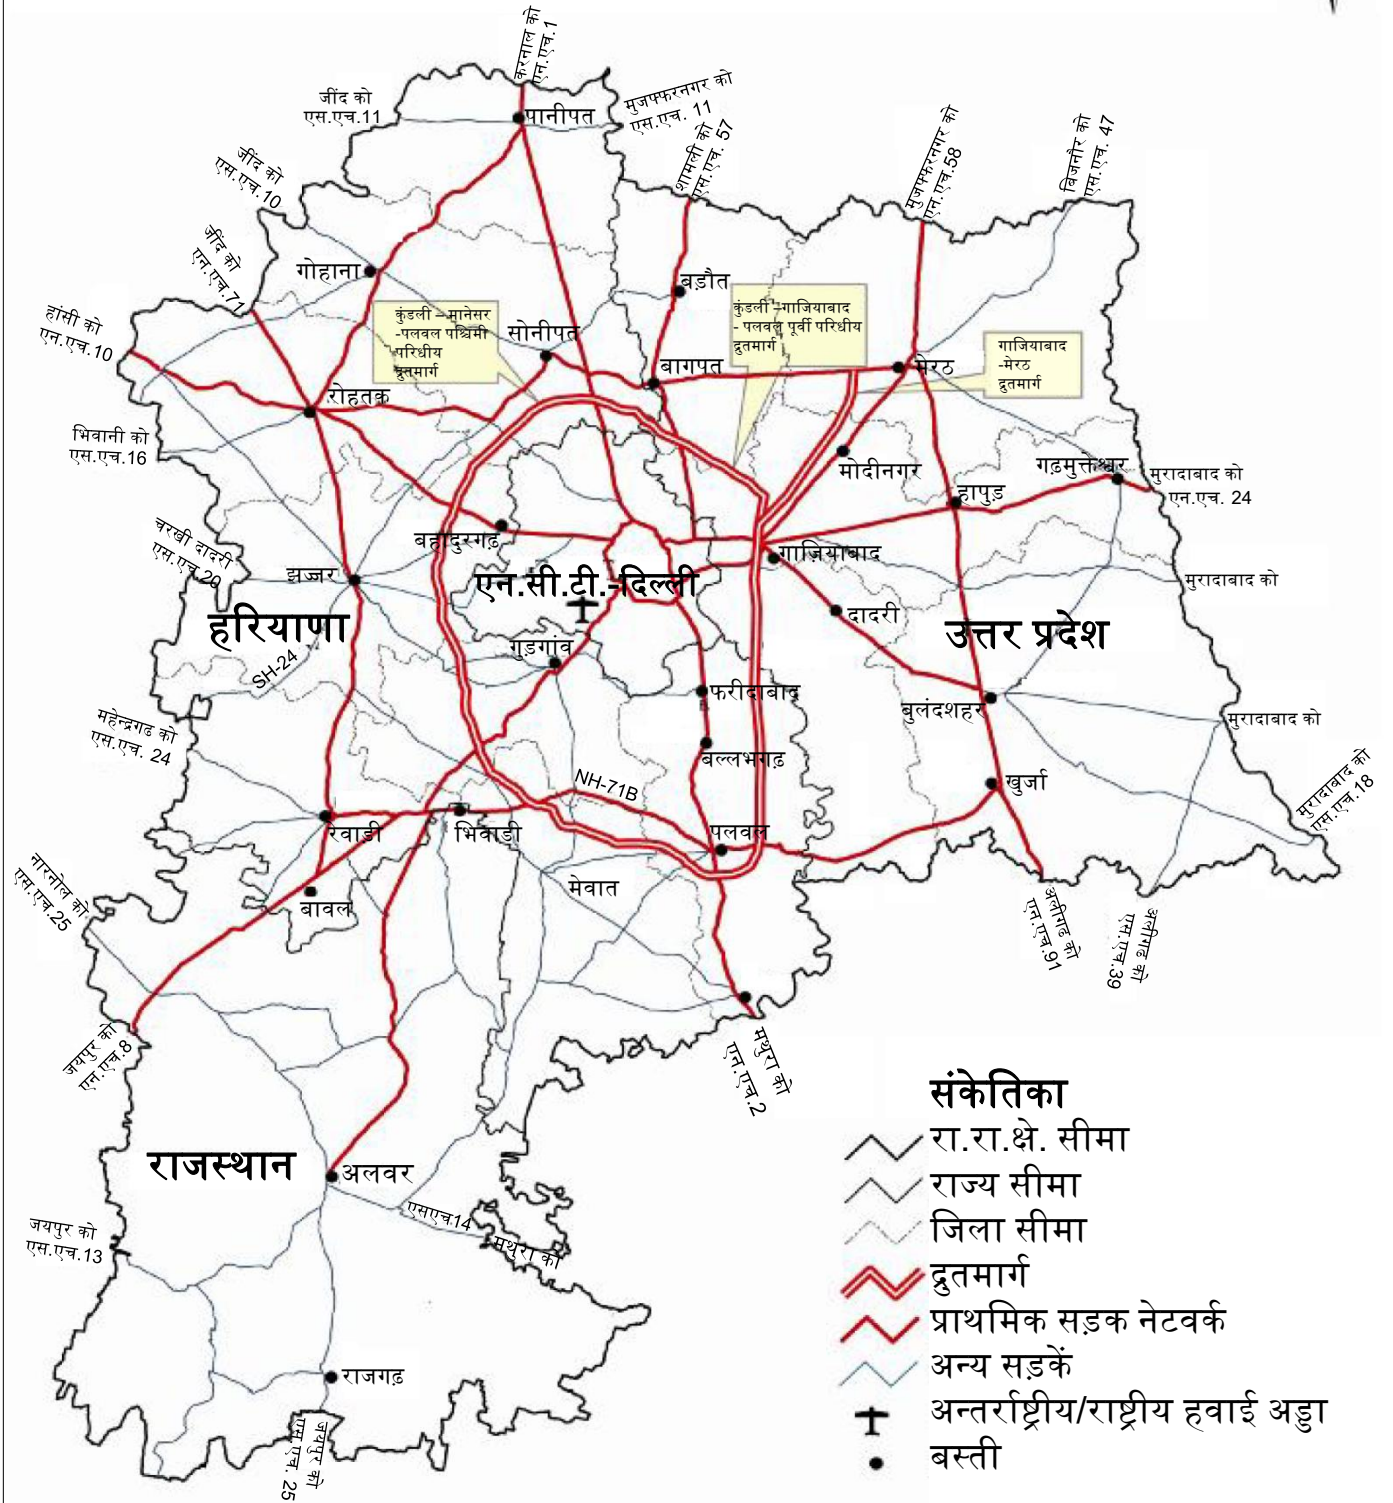 करनाल को
एन.एच.1
जींद को
एस.एच.11
पानीपत
मुजफ्फरनगर को
एस.एच. 11
शामली को
एस.एच. 57
मुजफ्फरनगर को
एन.एच.58
बिजनौर को
एस.एच. 47
जींद को
एस.एच.10
जींद को
एन.एच.71
गोहाना
बड़ौत
हांसी को
एन.एच.10
कुंडली – मानेसर
-पलवल पश्चिमी
परिधीय
द्रुतमार्ग
सोनीपत
कुंडली –गाजियाबाद
- पलवल पूर्वी परिधीय
द्रुतमार्ग
गाजियाबाद
-मेरठ
द्रुतमार्ग
बागपत
मेरठ
रोहतक
भिवानी को
एस.एच.16
मोदीनगर
गढ़मुक्तेश्वर
मुरादाबाद को
एन.एच. 24
हापुड़
चरखी दादरी
एस.एच.20
बहादुरगढ़
गाज़ियाबाद
झज्जर
एन.सी.टी.-दिल्ली
मुरादाबाद को
हरियाणा
दादरी
उत्तर प्रदेश
गुड़गांव
SH-24
फरीदाबाद
बुलंदशहर
महेन्द्रगढ को
एस.एच. 24
मुरादाबाद को
बल्लभगढ़
NH-71B
खुर्जा
मुरादाबाद को
एस.एच.18
रेवाड़ी
भिवाड़ी
पलवल
नारनोल को
एस.एच.25
मेवात
बावल
अलीगढ को
एन.एच.91
अलीगढ को
एस.एच.39
जयपुर को
एन.एच.8
मथुरा को
एन.एच.2
राजस्थान
अलवर
एसएच14
मथुरा को
जयपुर को
एस.एच.13
राजगढ़
जयपुर को
एस.एच. 25
संकेतिका
रा.रा.क्षे. सीमा
राज्य सीमा
जिला सीमा
द्रुतमार्ग
प्राथमिक सड़क नेटवर्क
अन्य सड़कें
अन्तर्राष्ट्रीय/राष्ट्रीय हवाई अड्डा
बस्ती